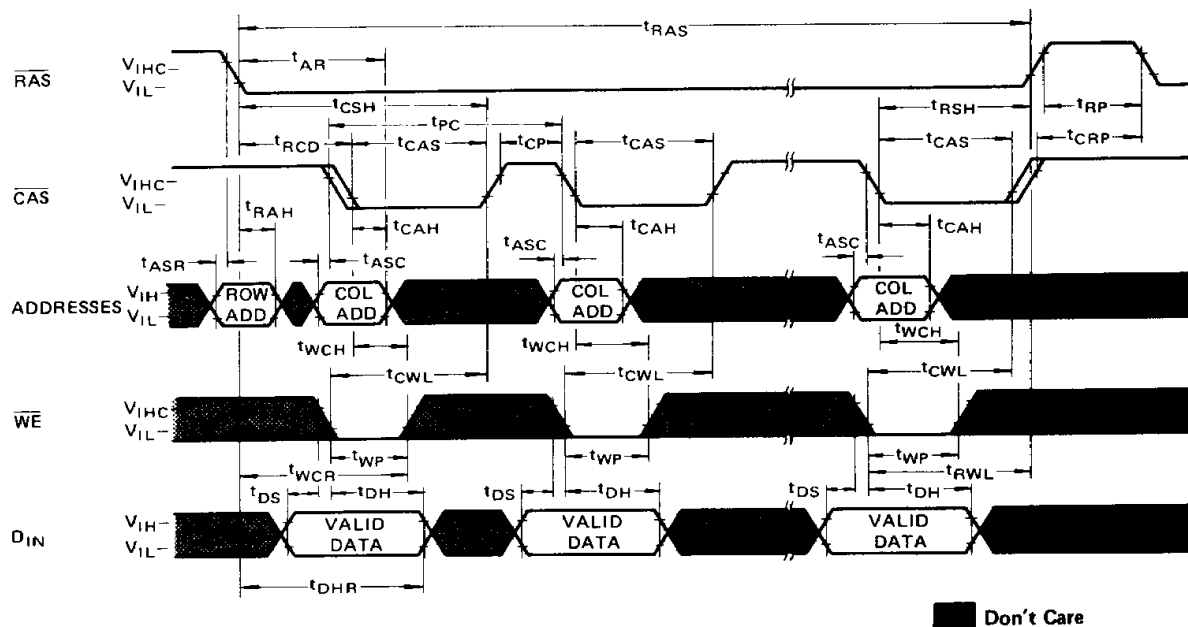 tRAS
tAR
RAS
VIHC
VIL
tCSH
tRSH
tRP
tPC
tRCD
tCAS
tCP
tCAS
tCAS
tCRP
CAS
VIHC
VIL
tRAH
tCAH
tCAH
tCAH
tASR
tASC
tASC
tASC
ADDRESSES
VIH
VIL
ROW ADD
COL ADD
COL ADD
COL ADD
tWCH
tWCH
tWCH
tCWL
tCWL
tCWL
WE
VIHC
VIL
tWP
tWP
tWP
tWCR
tRWL
tDS
tDH
tDS
tDH
tDS
tDH
DIN
VIH
VIL
VALID DATA
VALID DATA
VALID DATA
tDHR
Don't Care